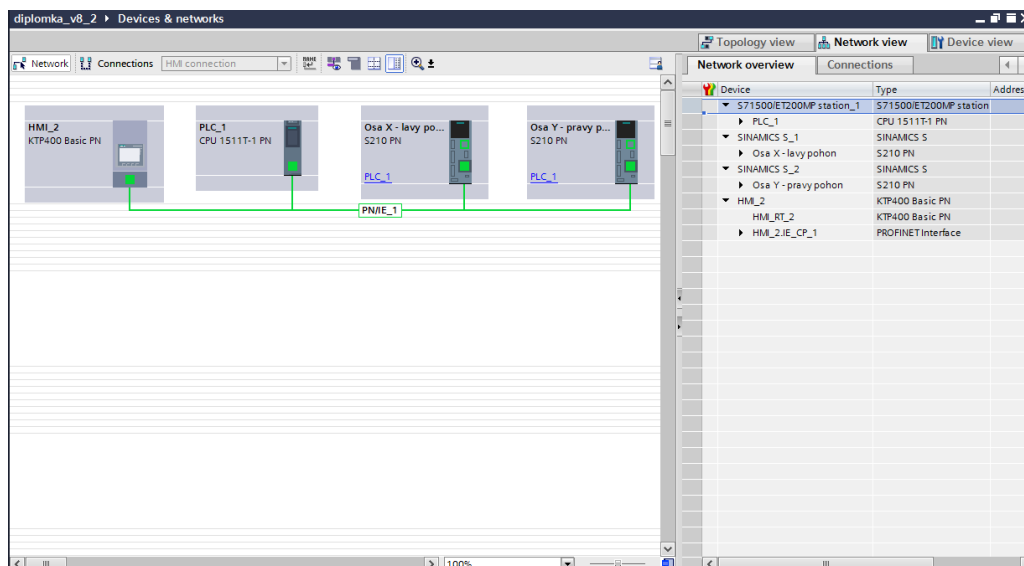 diplomka_v8_2 ▸ Devices & networks
Topology view Network view Device view
Network Connections HMI connection
Network overview Connections
Device Type Addres
S71500/ET200MP station_1 S71500/ET200MP station
PLC_1 CPU 1511T-1 PN
SINAMICS S_1 SINAMICS S
Osa X - lavy pohon S210 PN
SINAMICS S_2 SINAMICS S
Osa Y - pravy pohon S210 PN
HMI_2 KTP400 Basic PN
HMI_RT_2 KTP400 Basic PN
HMI_2.IE_CP_1 PROFINET Interface
HMI_2
KTP400 Basic PN
PLC_1
CPU 1511T-1 PN
Osa X - lavy po...
S210 PN
PLC_1
Osa Y - pravy p...
S210 PN
PLC_1
PN/IE_1
100%